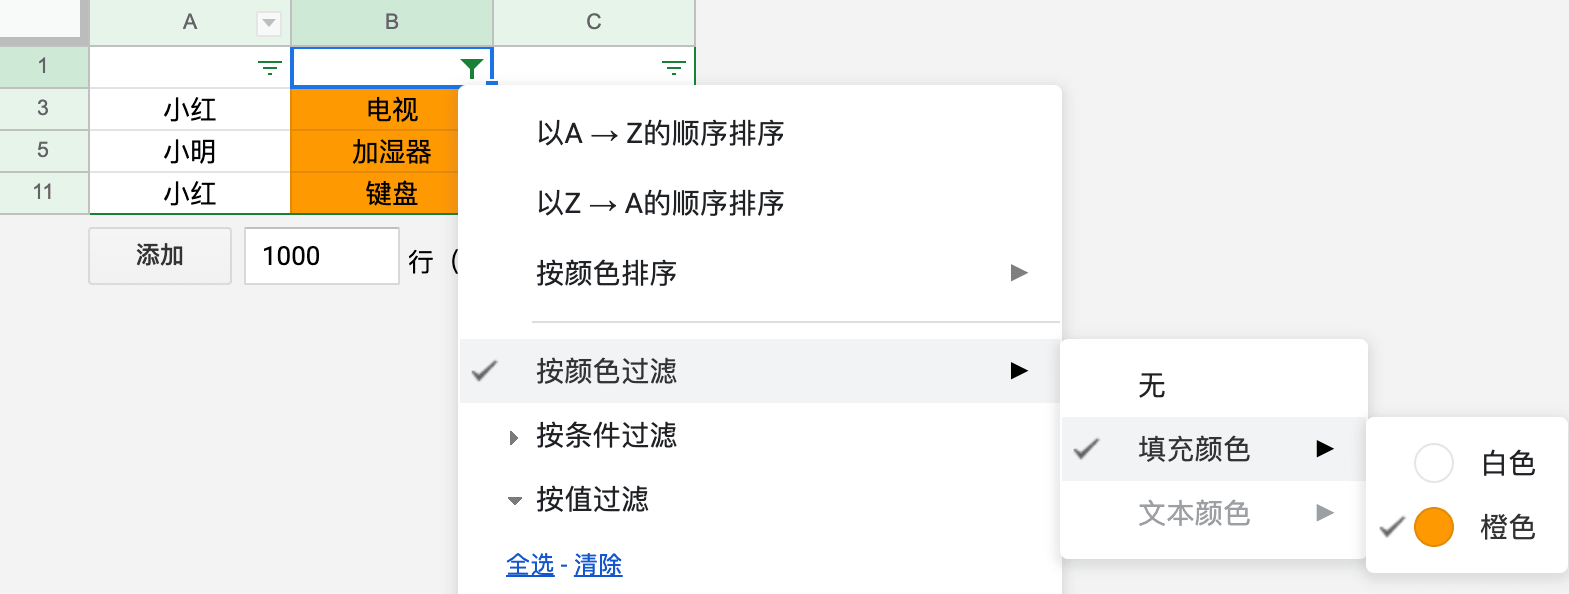 A B C
1
3 小红 电视
5 小明 加湿器
11 小红 键盘
添加 1000 行（
以A → Z的顺序排序
以Z → A的顺序排序
按颜色排序
按颜色过滤
按条件过滤
按值过滤
全选 - 清除
无
填充颜色
文本颜色
白色
橙色